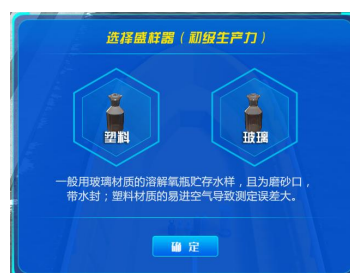 选择盛样器（初级生产力）
塑料
玻璃
一般用玻璃材质的溶解氧瓶贮存水样，且为磨砂口，
带水封；塑料材质的易进空气导致测定误差大。
确 定